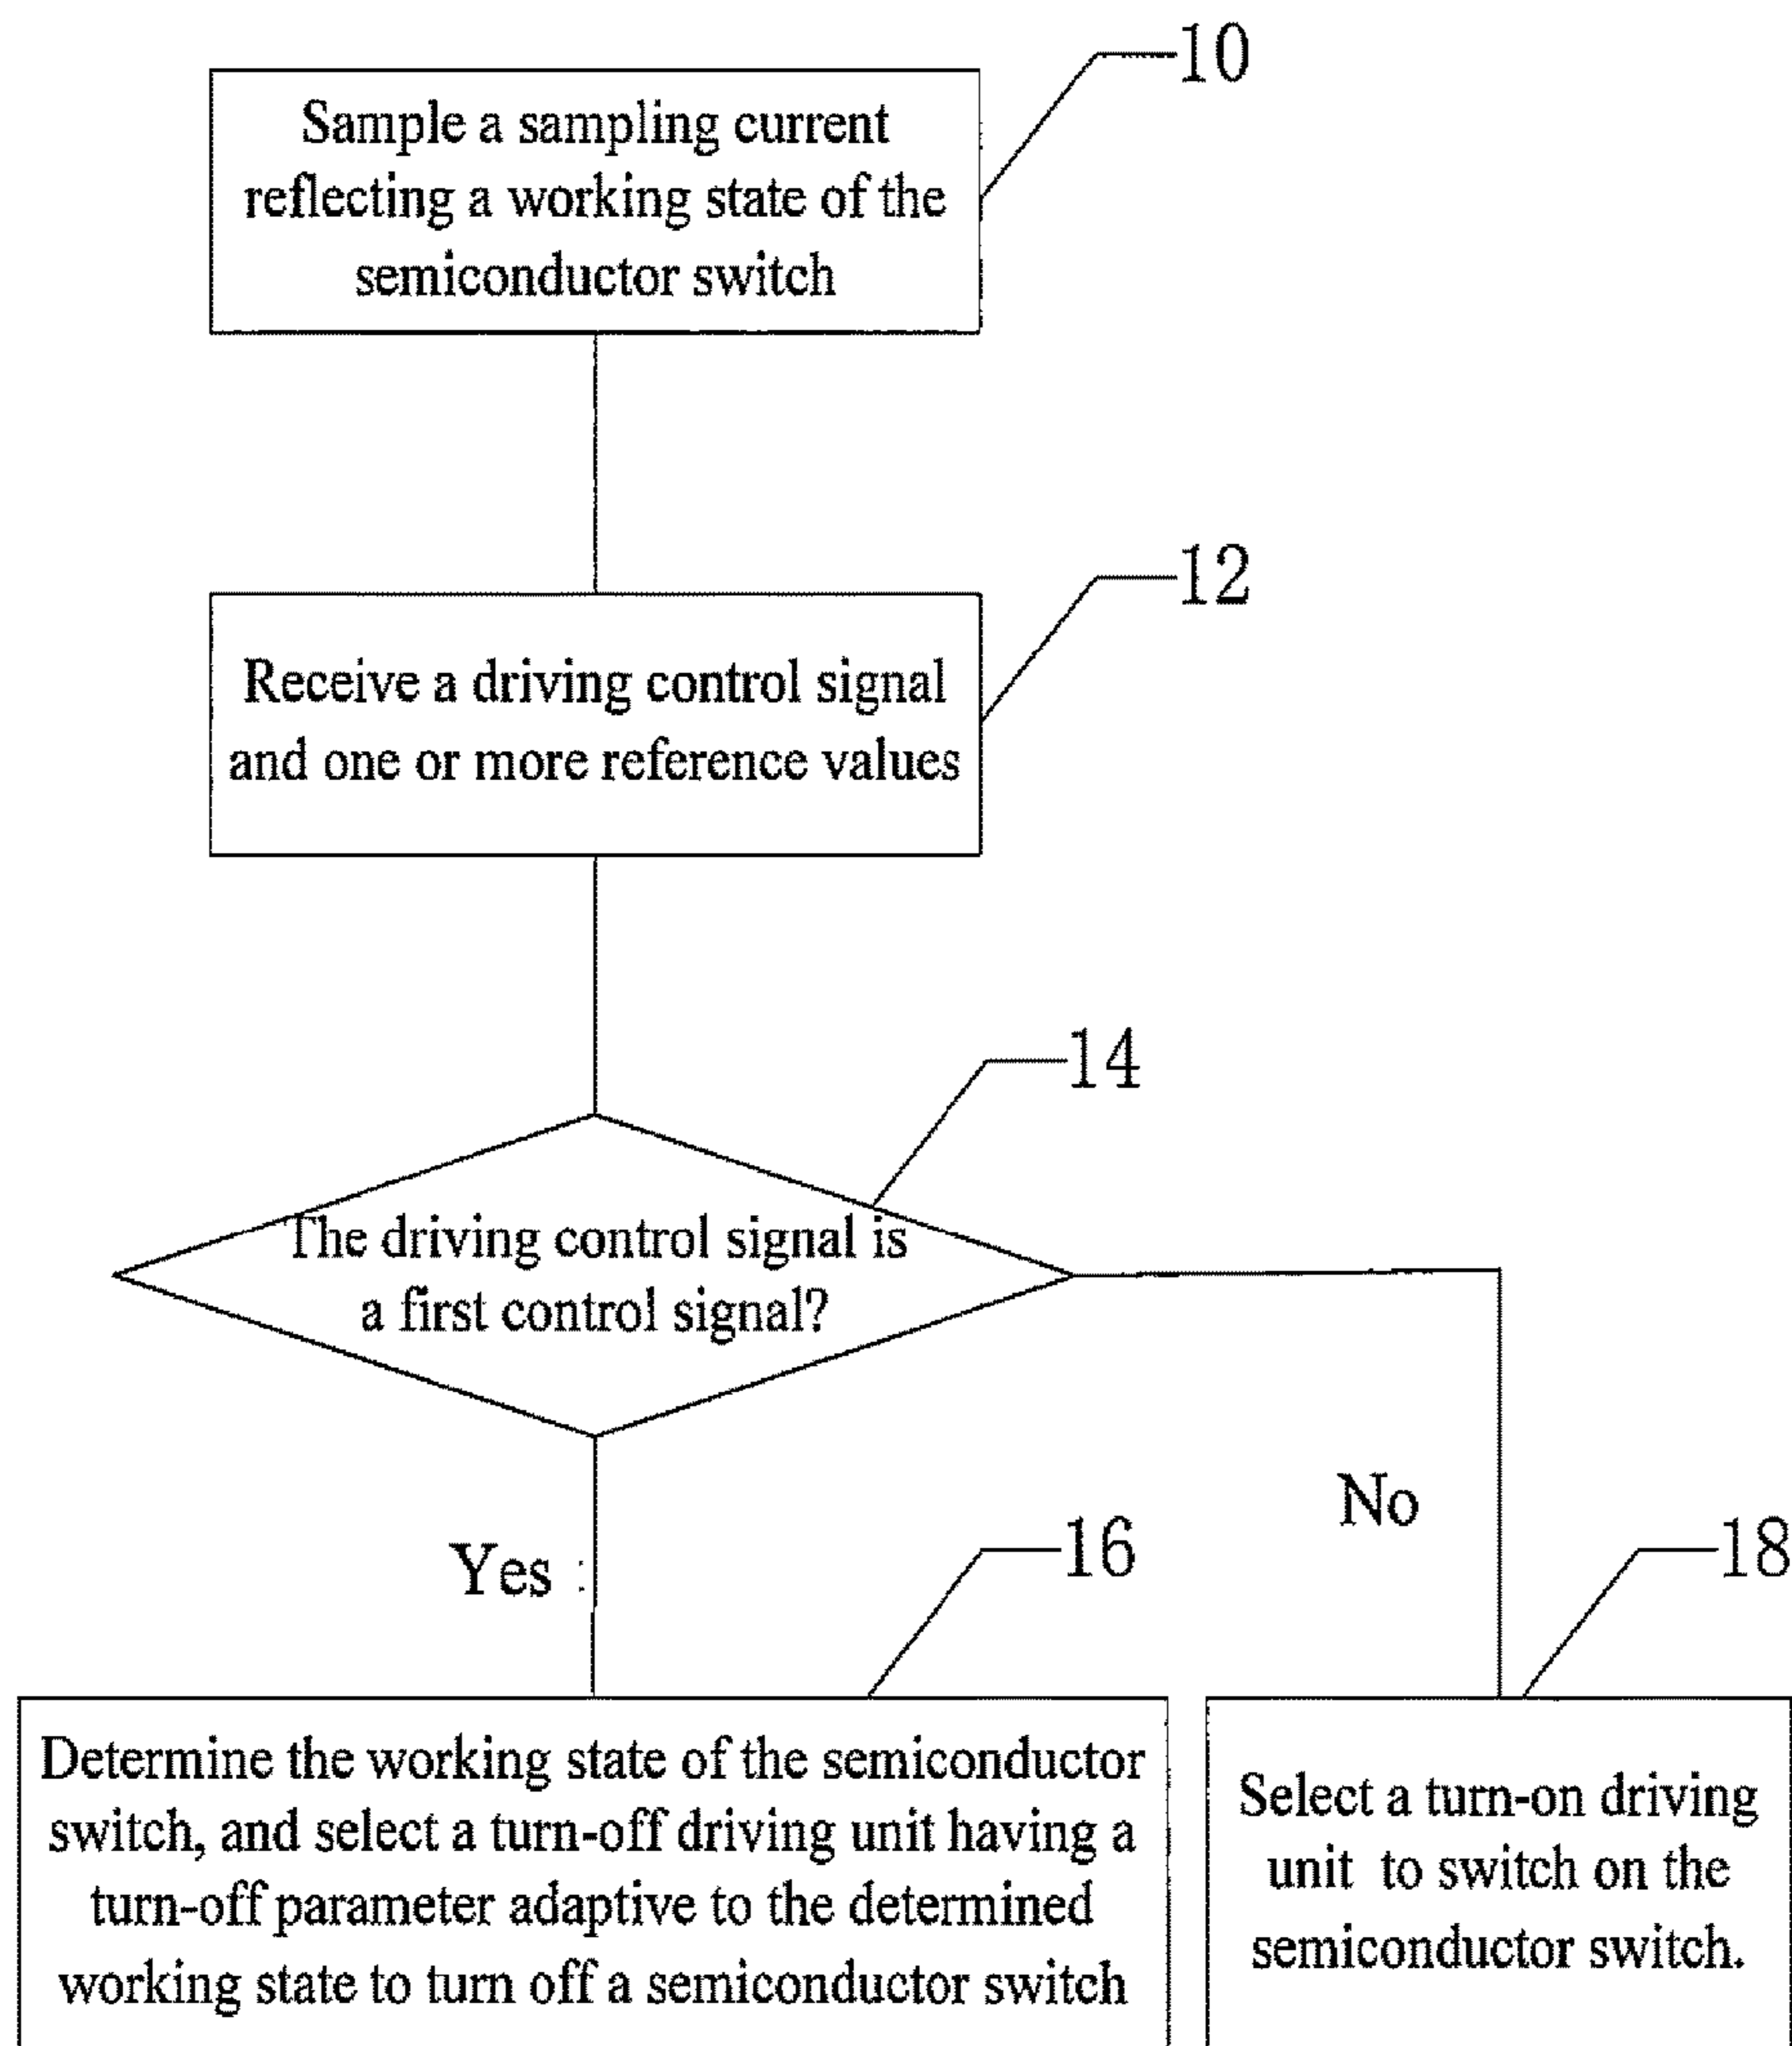 10
Sample a sampling current
reflecting a working state of the
semiconductor switch
12
Receive a driving control signal
and one or more reference values
14
The driving control signal is
a first control signal?
Yes
No
16
18
Determine the working state of the semiconductor
switch, and select a turn-off driving unit having a
turn-off parameter adaptive to the determined
working state to turn off a semiconductor switch
Select a turn-on driving
unit to switch on the
semiconductor switch.